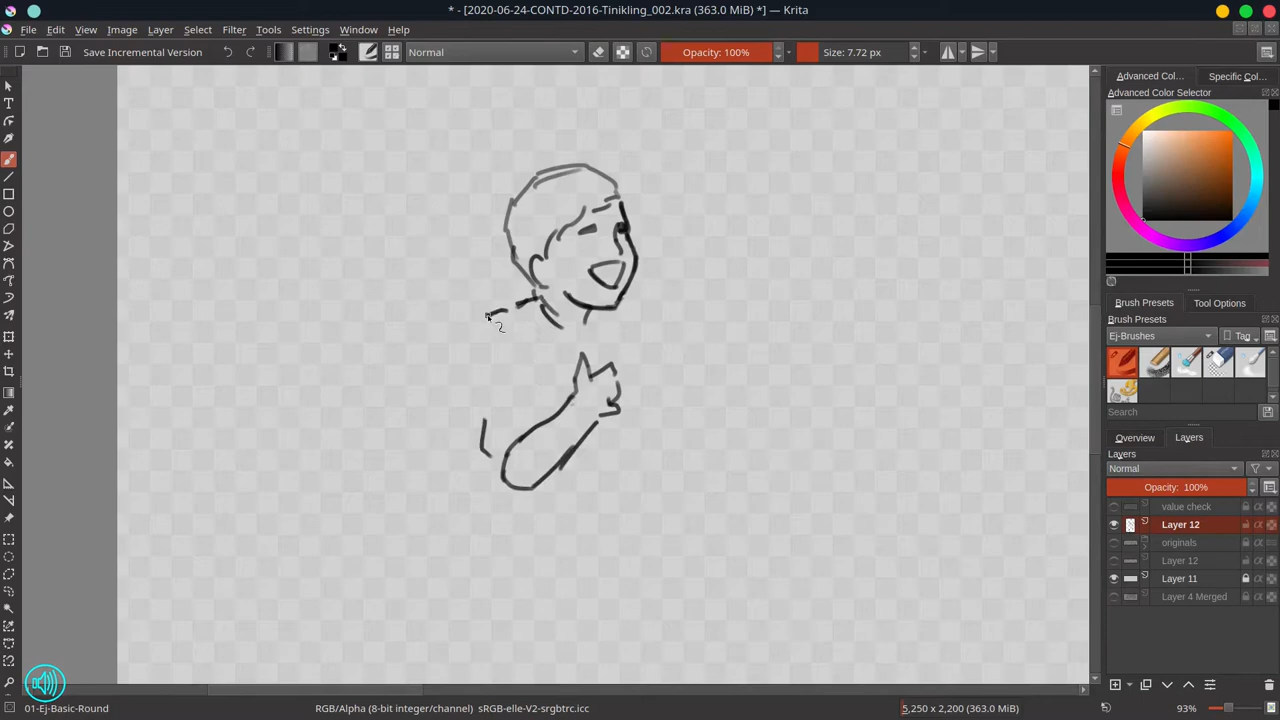 * - [2020-06-24-CONTD-2016-Tinikling_002.kra (363.0 MiB) *] - Krita
File Edit View Image Layer Select Filter Tools Settings Window Help
Save Incremental Version Normal Opacity: 100% Size: 7.72 px
Advanced Col... Specific Col...
Advanced Color Selector
Brush Presets Tool Options
Brush Presets
Ej-Brushes Tag
Search
Overview Layers
Layers
Normal
Opacity: 100%
value check
Layer 12
originals
Layer 12
Layer 11
Layer 4 Merged
01-Ej-Basic-Round RGB/Alpha (8-bit integer/channel) sRGB-elle-V2-srgbtrc.icc 5,250 x 2,200 (363.0 MiB) 93%